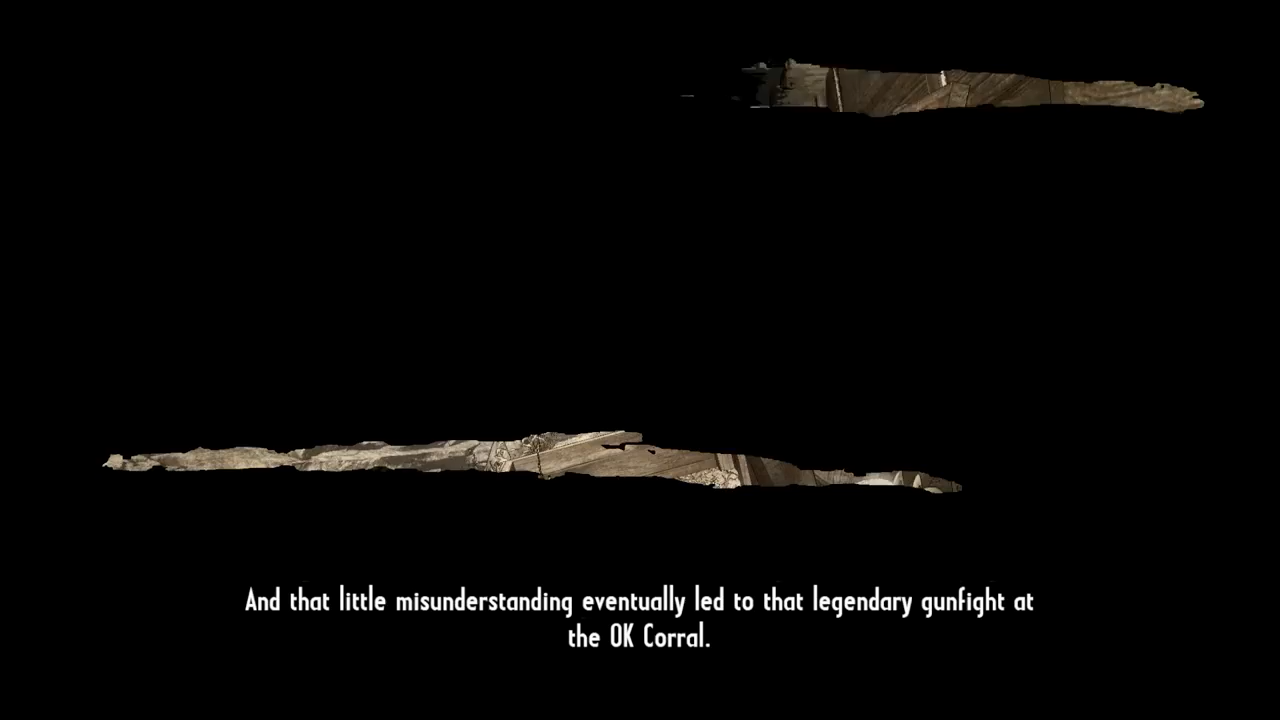 And that little misunderstanding eventually led to that legendary gunfight at
the OK Corral.